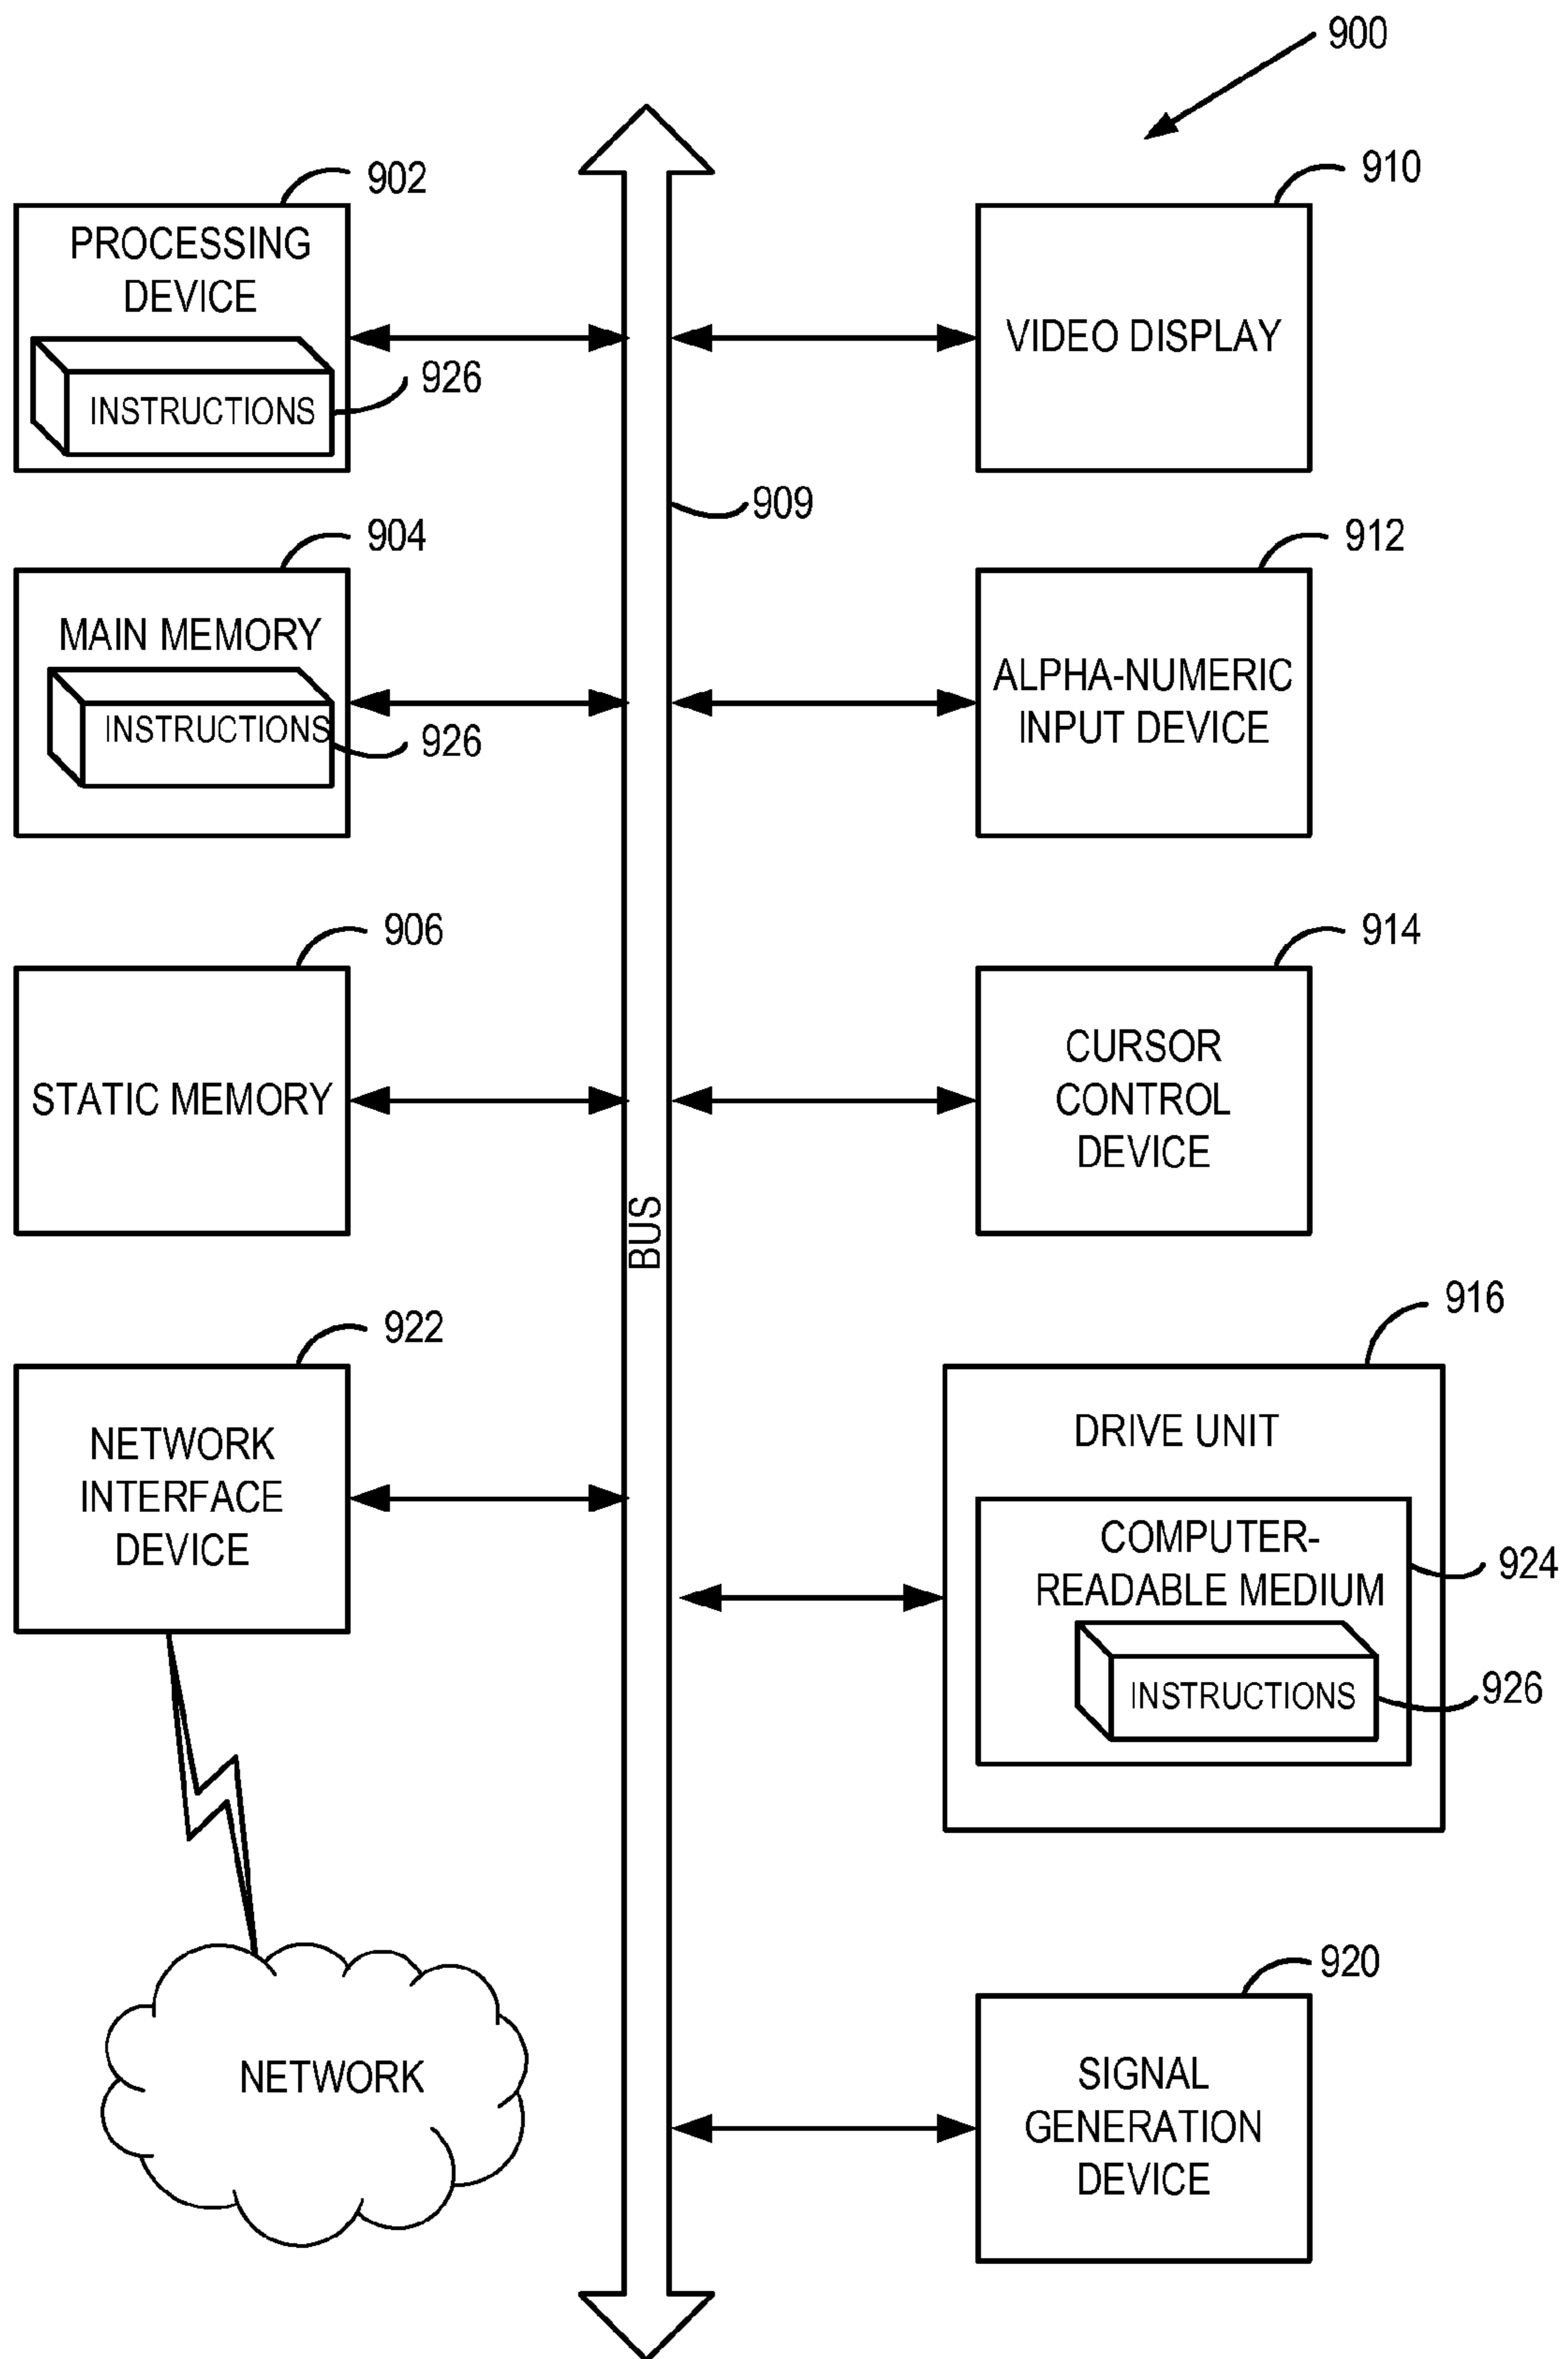 900
902
PROCESSING
DEVICE
INSTRUCTIONS
926
910
VIDEO DISPLAY
909
904
MAIN MEMORY
INSTRUCTIONS
926
912
ALPHA-NUMERIC
INPUT DEVICE
906
STATIC MEMORY
914
CURSOR
CONTROL
DEVICE
BUS
922
NETWORK
INTERFACE
DEVICE
916
DRIVE UNIT
COMPUTER-
READABLE MEDIUM
924
INSTRUCTIONS
926
NETWORK
920
SIGNAL
GENERATION
DEVICE